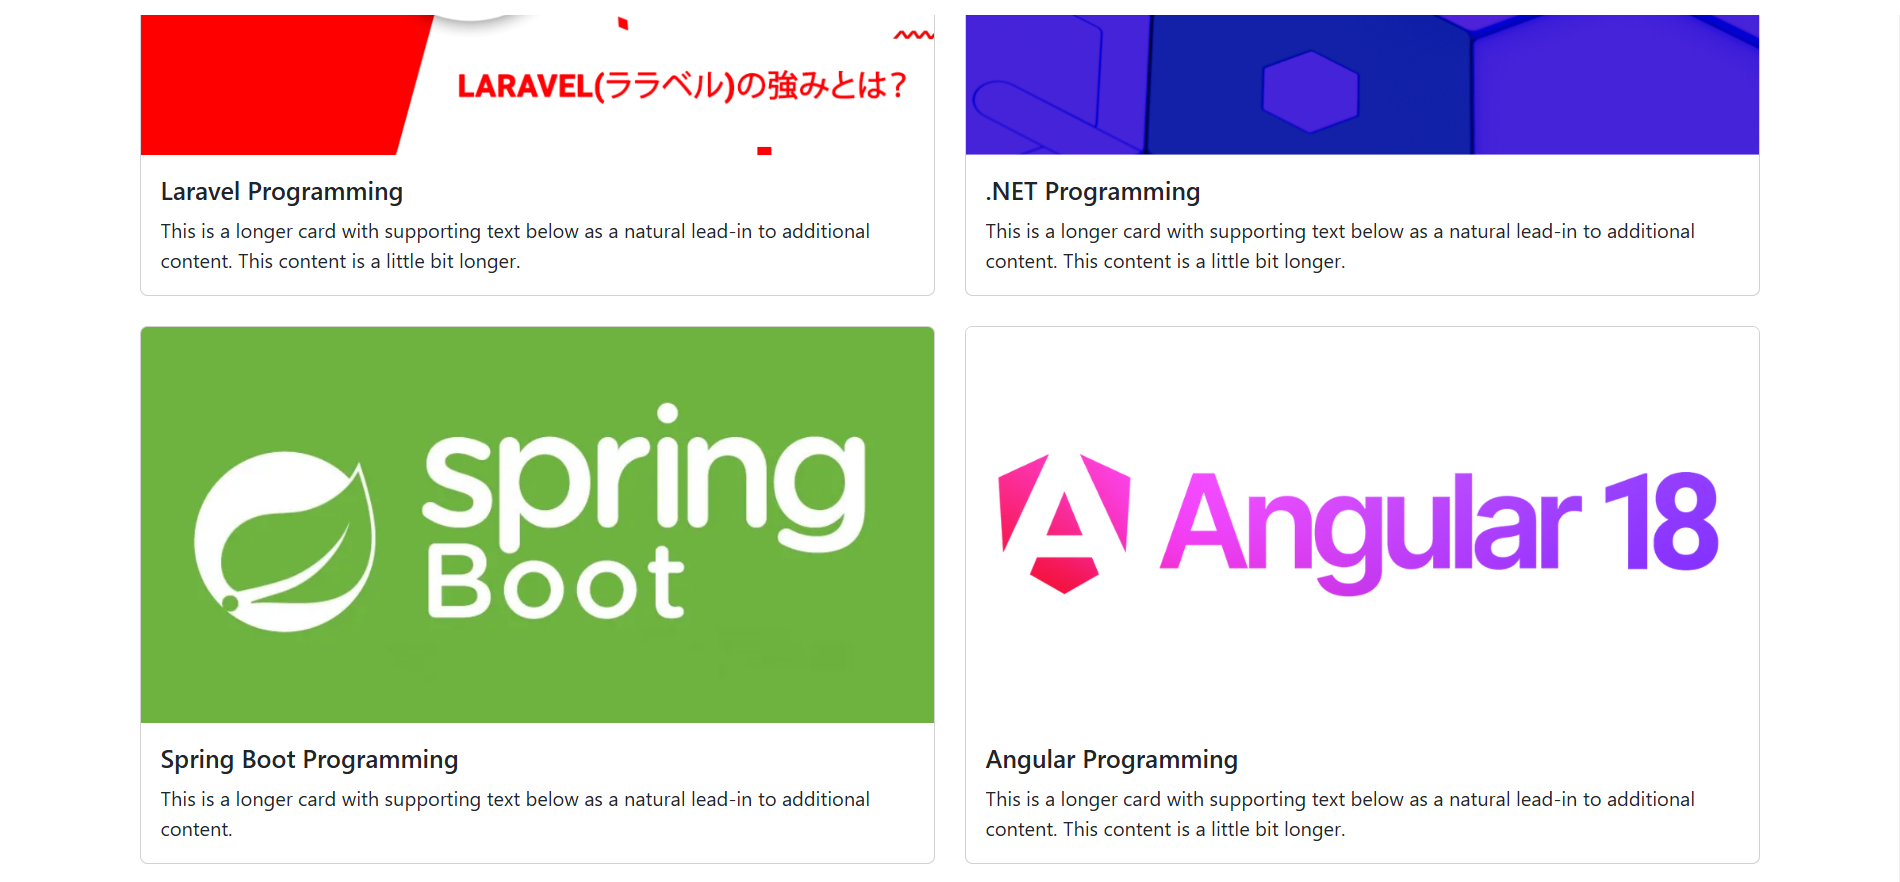 LARAVEL(ララベル)の強みとは?
Laravel Programming
This is a longer card with supporting text below as a natural lead-in to additional
content. This content is a little bit longer.
.NET Programming
This is a longer card with supporting text below as a natural lead-in to additional
content. This content is a little bit longer.
spring
Boot
Spring Boot Programming
This is a longer card with supporting text below as a natural lead-in to additional
content.
Angular 18
Angular Programming
This is a longer card with supporting text below as a natural lead-in to additional
content. This content is a little bit longer.